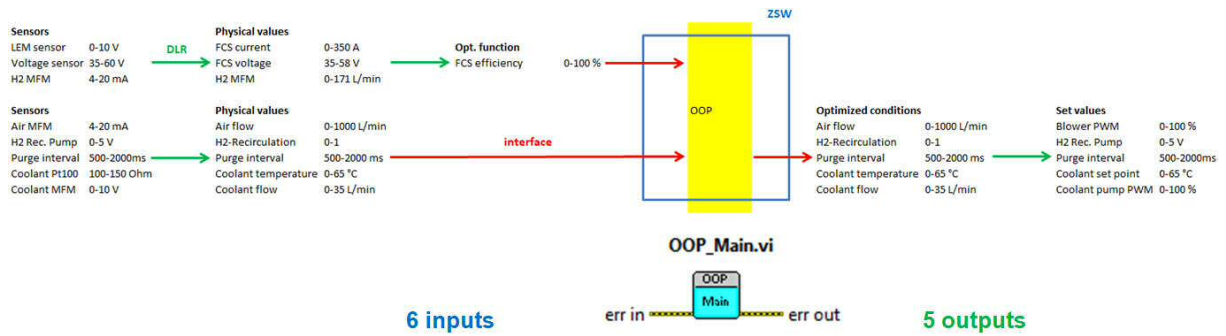 ZSW
Sensors Physical values
LEM sensor 0-10 V DLR FCS current 0-350 A Opt. function
Voltage sensor 35-60 V FCS voltage 35-58 V FCS efficiency 0-100 %
H2 MFM 4-20 mA H2 MFM 0-171 L/min
Sensors Physical values OOP Optimized conditions Set values
Air MFM 4-20 mA Air flow 0-1000 L/min Air flow 0-1000 L/min Blower PWM 0-100 %
H2 Rec. Pump 0-5 V H2-Recirculation 0-1 interface H2-Recirculation 0-1 H2 Rec. Pump 0-5 V
Purge interval 500-2000ms Purge interval 500-2000 ms Purge interval 500-2000 ms Purge interval 500-2000ms
Coolant Pt100 100-150 Ohm Coolant temperature 0-65 °C Coolant temperature 0-65 °C Coolant set point 0-65 °C
Coolant MFM 0-10 V Coolant flow 0-35 L/min Coolant flow 0-35 L/min Coolant pump PWM 0-100 %
OOP_Main.vi
OOP
Main
err in err out
6 inputs 5 outputs